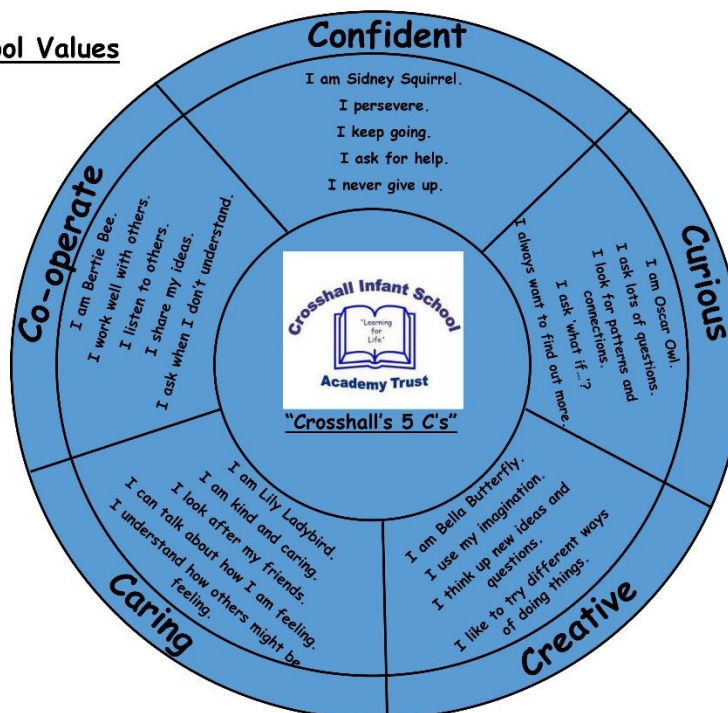 ool Values
Confident
I am Sidney Squirrel.
I persevere.
I keep going.
I ask for help.
I never give up.
Curious
I am Oscar Owl.
I ask lots of questions.
I look for patterns and
connections.
I ask 'what if...'?
I always want to find out more.
Creative
I am Bella Butterfly.
I use my imagination.
I think up new ideas and
questions.
I like to try different ways
of doing things.
Caring
I am Lily Ladybird.
I am kind and caring.
I look after my friends.
I can talk about how I am feeling.
I understand how others might be
feeling.
Co-operate
I am Bertie Bee.
I work well with others.
I listen to others.
I share my ideas.
I ask when I don't understand.
Crosshall Infant School
"Learning
for
Life"
Academy Trust
"Crosshall's 5 C's"